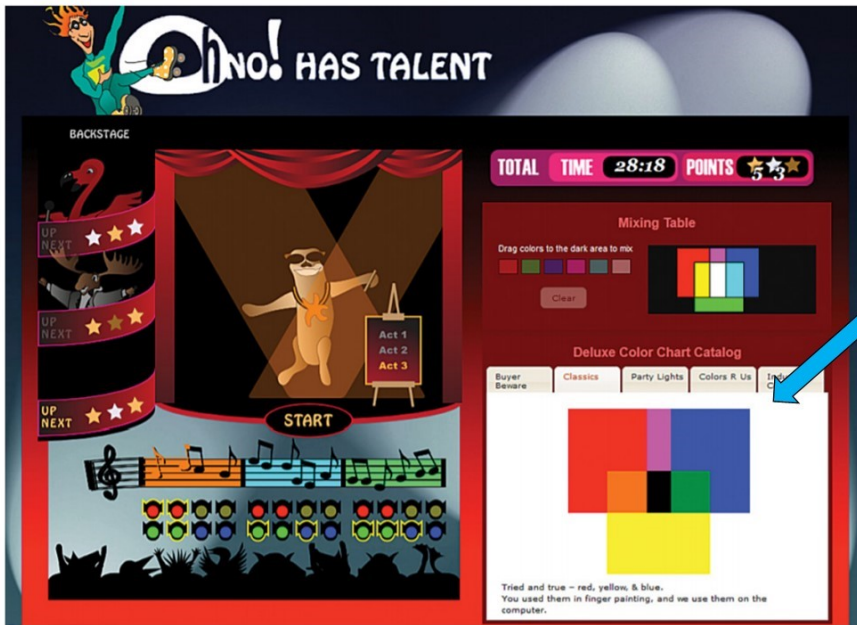 Ohno! HAS TALENT
BACKSTAGE
TOTAL TIME 28:18 POINTS 5 3
UP
NEXT
UP
NEXT
UP
NEXT
Act 1
Act 2
Act 3
START
Mixing Table
Drag colors to the dark area to mix
Clear
Deluxe Color Chart Catalog
Buyer
Beware
Classics
Party Lights
Colors R Us
Tried and true – red, yellow, & blue.
You used them in finger painting, and we use them on the
computer.